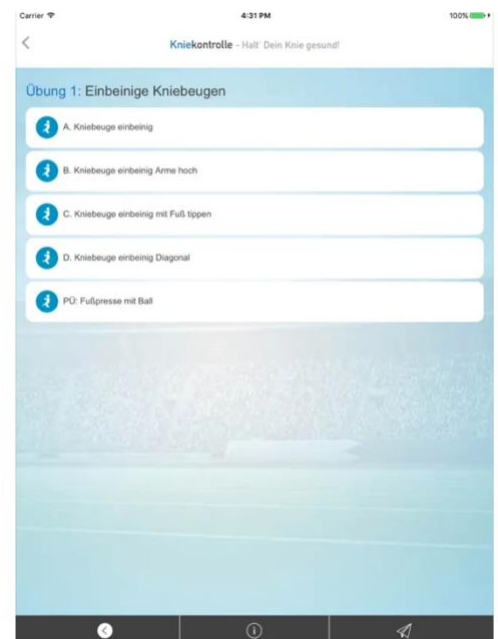 Carrier 4:31 PM 100%
Kniekontrolle - Halt' Dein Knie gesund!
Übung 1: Einbeinige Kniebeugen
A. Kniebeuge einbeinig
B. Kniebeuge einbeinig Arme hoch
C. Kniebeuge einbeinig mit Fuß tippen
D. Kniebeuge einbeinig Diagonal
PÜ: Fußpresse mit Ball